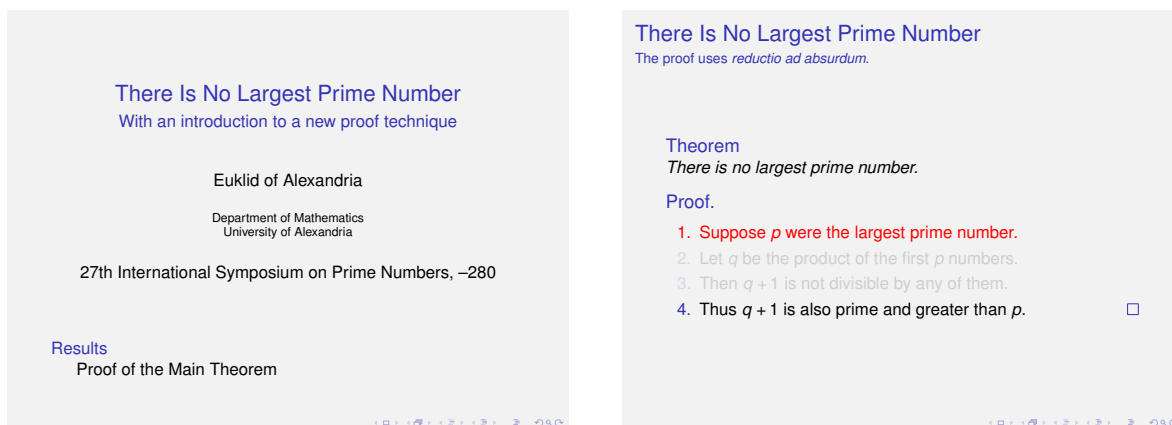 There Is No Largest Prime Number
With an introduction to a new proof technique
Euklid of Alexandria
Department of Mathematics
University of Alexandria
27th International Symposium on Prime Numbers, –280
Results
Proof of the Main Theorem
There Is No Largest Prime Number
The proof uses reductio ad absurdum.
Theorem
There is no largest prime number.
Proof.
1. Suppose p were the largest prime number.
2. Let q be the product of the first p numbers.
3. Then q + 1 is not divisible by any of them.
4. Thus q + 1 is also prime and greater than p.